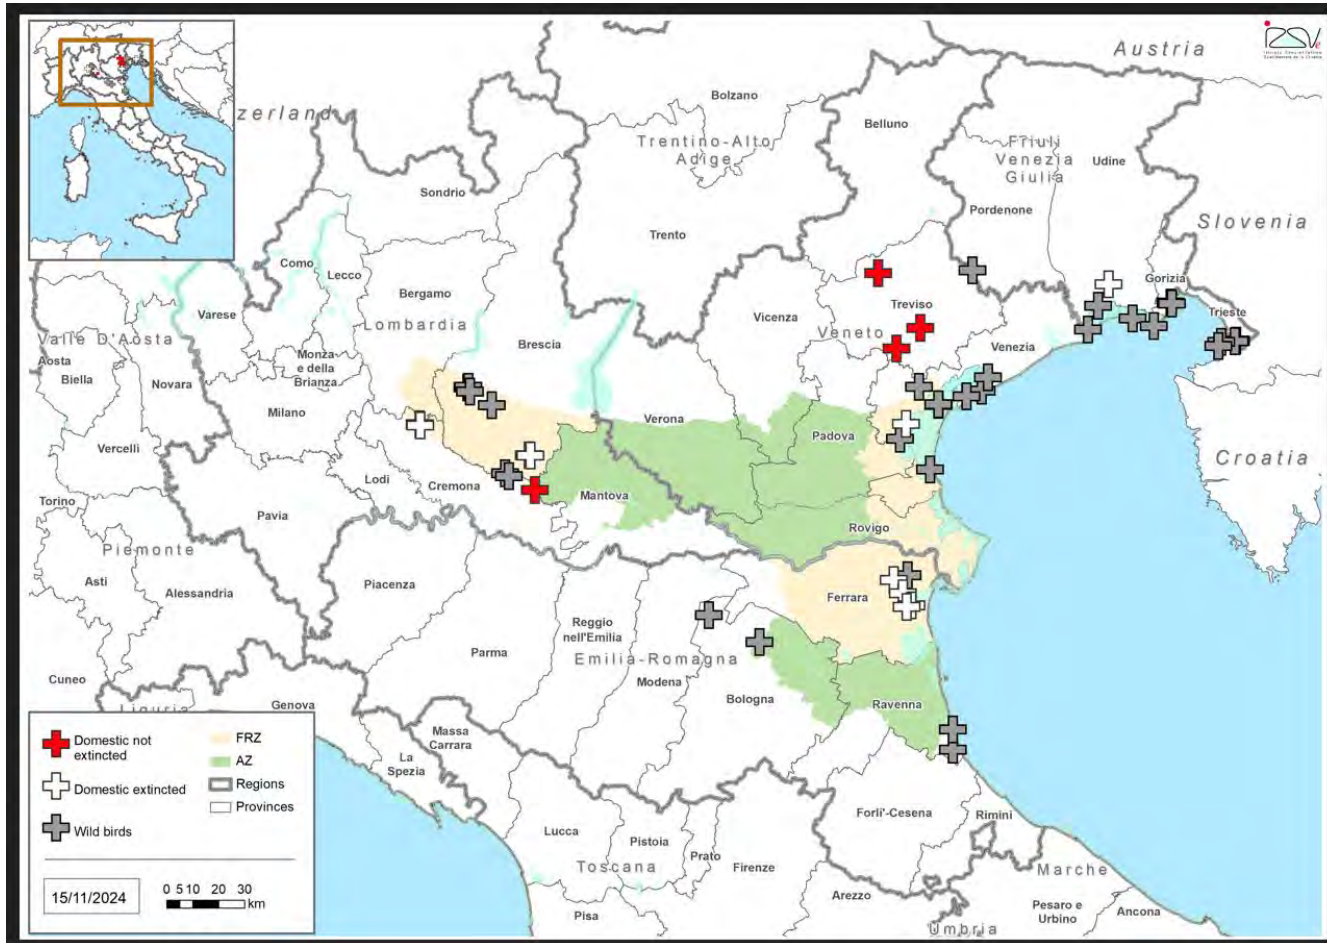 Austria
zerland
Bolzano
Belluno
Trentino-Alto
Adige
Friuli
Venezia
Giulia
Udine
Sondrio
Pordenone
Slovenia
Trento
Como
Lecco
Gorizia
Bergamo
Treviso
Varese
Lombardia
Vicenza
Veneto
Trieste
Valle D'Aosta
Brescia
Venezia
Aosta
Monza
e della
Brianza
Biella
Novara
Milano
Verona
Padova
Vercelli
Croatia
Lodi
Cremona
Mantova
Torino
Pavia
Rovigo
Piemonte
Asti
Piacenza
Alessandria
Ferrara
Reggio
nell'Emilia
Parma
Emilia-Romagna
Cuneo
Modena
Bologna
Ravenna
Liguria
Genova
Massa
Carrara
La
Spezia
Forli'-Cesena
Rimini
Lucca
Pistoia
Toscana
Prato
Firenze
Marche
Arezzo
Pesaro e
Urbino
Ancona
Pisa
Umbria
Domestic not
extincted
Domestic extincted
Wild birds
FRZ
AZ
Regions
Provinces
15/11/2024
0 5 10 20 30
km